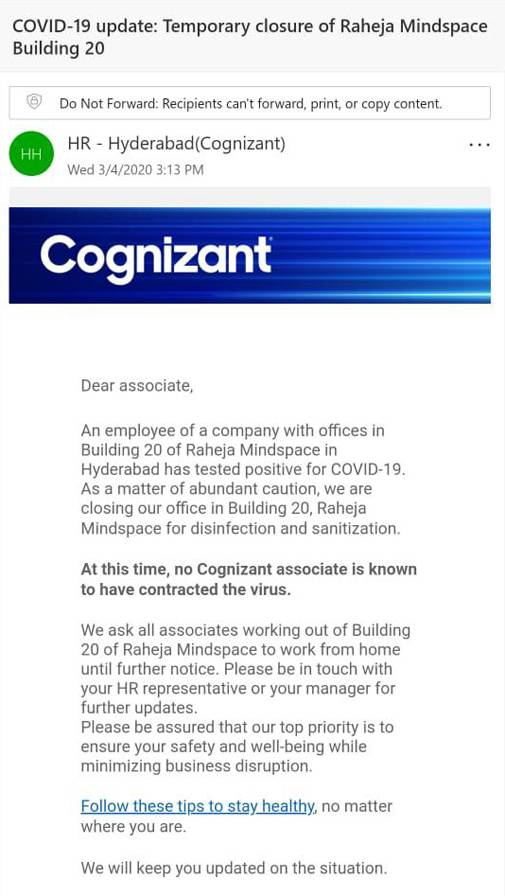 COVID-19 update: Temporary closure of Raheja Mindspace
Building 20
Do Not Forward: Recipients can't forward, print, or copy content.
HH
HR - Hyderabad(Cognizant)
Wed 3/4/2020 3:13 PM
Cognizant
Dear associate,
An employee of a company with offices in
Building 20 of Raheja Mindspace in
Hyderabad has tested positive for COVID-19.
As a matter of abundant caution, we are
closing our office in Building 20, Raheja
Mindspace for disinfection and sanitization.
At this time, no Cognizant associate is known
to have contracted the virus.
We ask all associates working out of Building
20 of Raheja Mindspace to work from home
until further notice. Please be in touch with
your HR representative or your manager for
further updates.
Please be assured that our top priority is to
ensure your safety and well-being while
minimizing business disruption.
Follow these tips to stay healthy, no matter
where you are.
We will keep you updated on the situation.